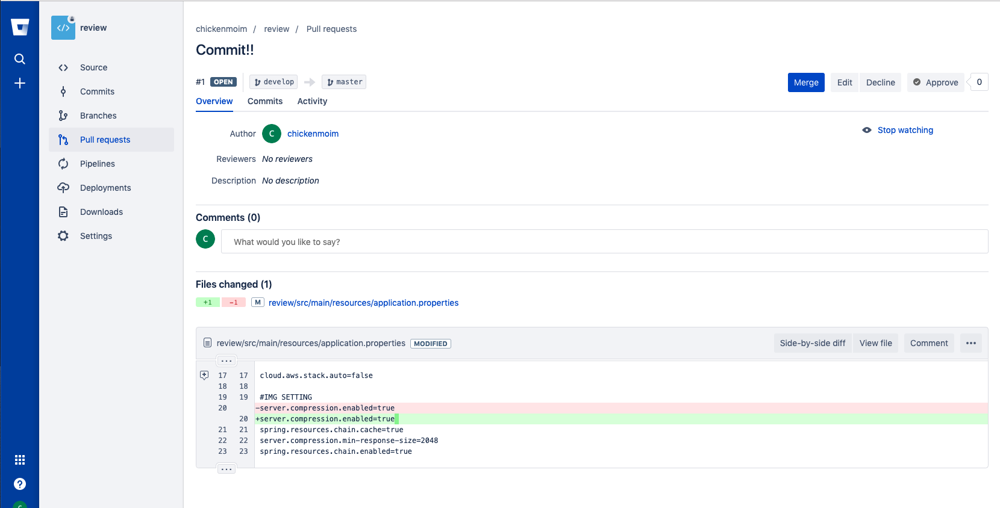 review
Source
Commits
Branches
Pull requests
Pipelines
Deployments
Downloads
Settings
chickenmoim / review / Pull requests
Commit!!
#1 OPEN develop master
Merge Edit Decline Approve 0
Overview Commits Activity
Author C chickenmoim
Stop watching
Reviewers No reviewers
Description No description
Comments (0)
C What would you like to say?
Files changed (1)
+1 −1 M review/src/main/resources/application.properties
review/src/main/resources/application.properties MODIFIED Side-by-side diff View file Comment •••
...
17 17 cloud.aws.stack.auto=false
18 18
19 19 #IMG SETTING
20 -server.compression.enabled=true
20 +server.compression.enabled=true
21 21 spring.resources.chain.cache=true
22 22 server.compression.min-response-size=2048
23 23 spring.resources.chain.enabled=true
...